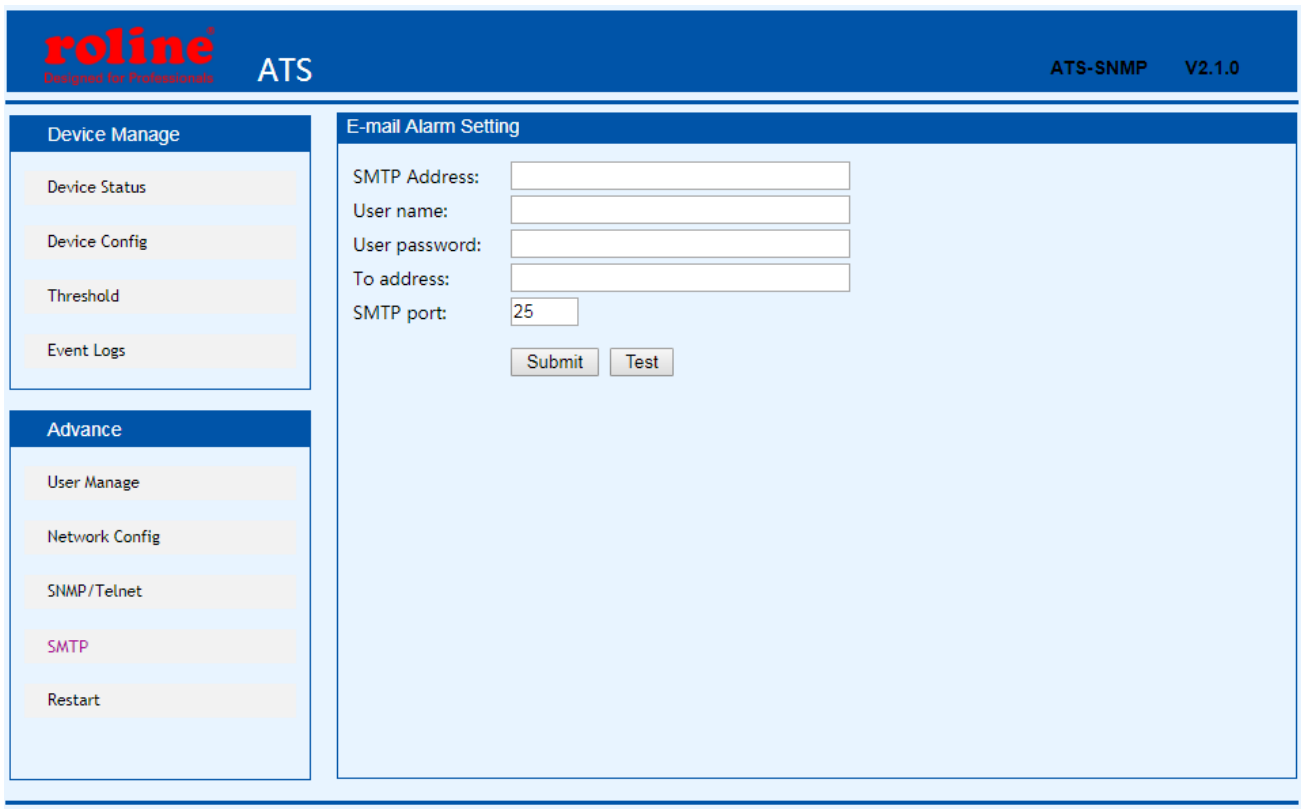 roline
Designed for Professionals
ATS
ATS-SNMP V2.1.0
Device Manage
Device Status
Device Config
Threshold
Event Logs
Advance
User Manage
Network Config
SNMP/Telnet
SMTP
Restart
E-mail Alarm Setting
SMTP Address:
User name:
User password:
To address:
SMTP port: 25
Submit Test